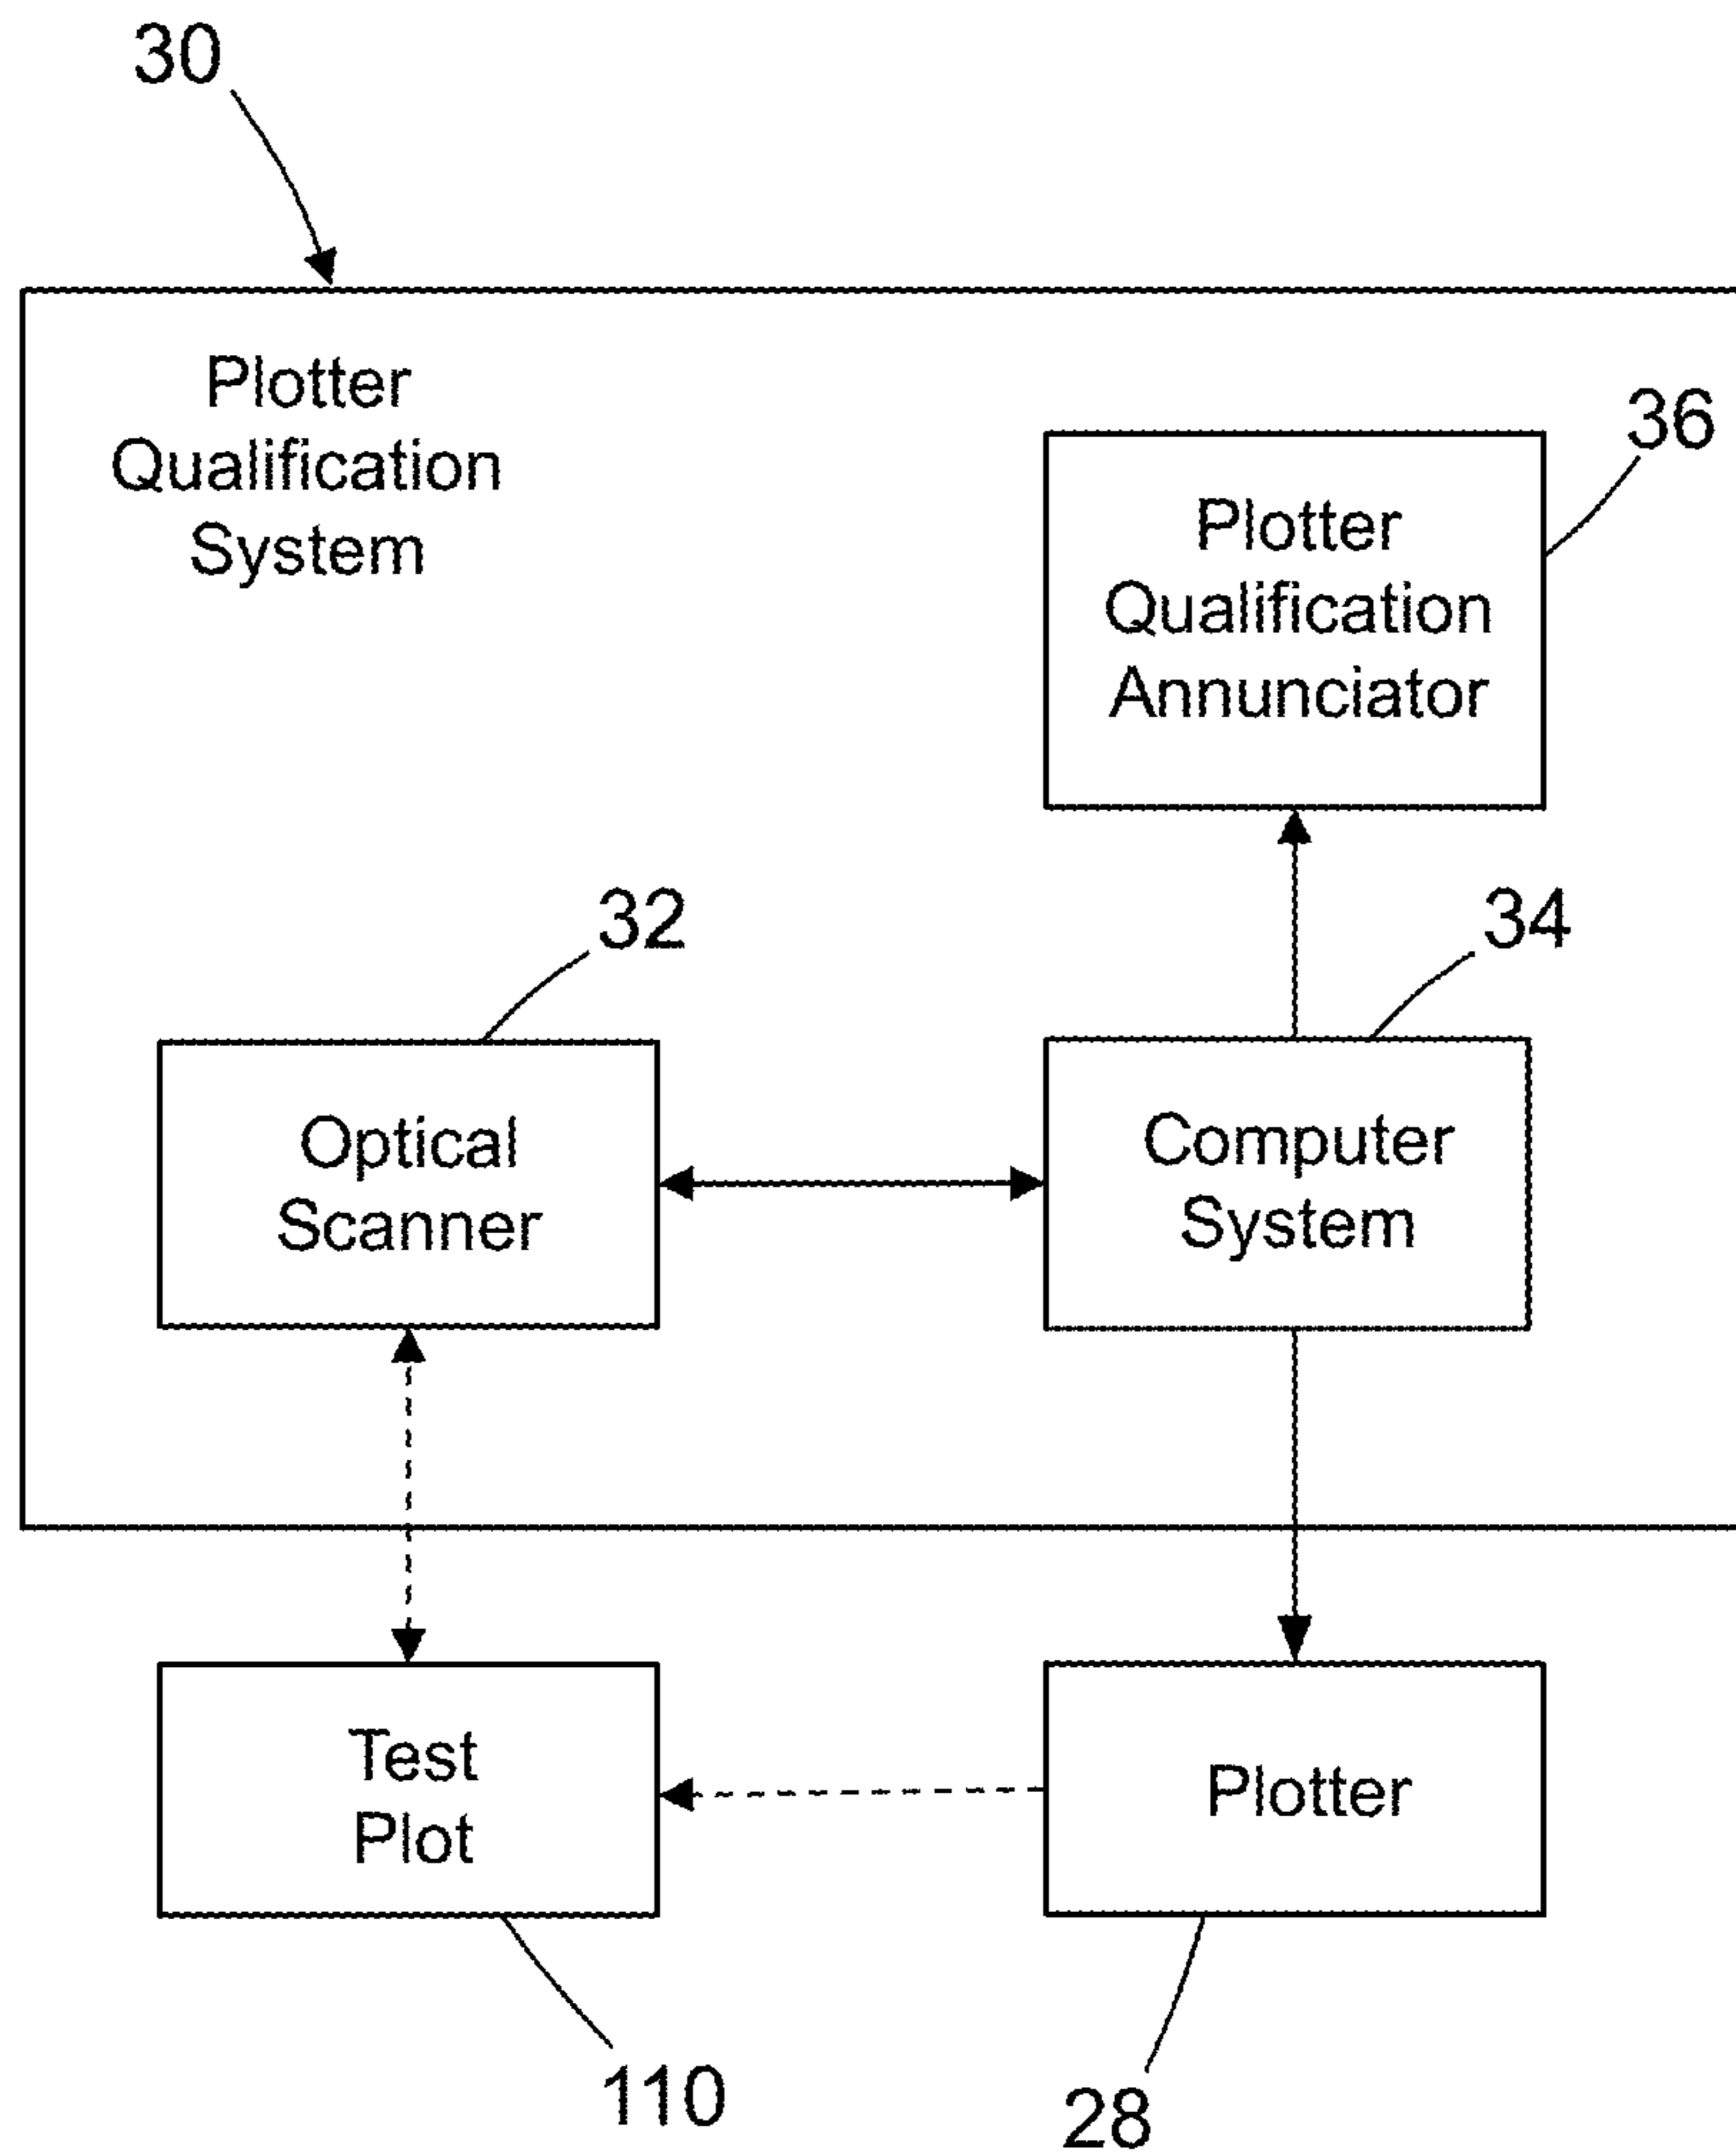 30
Plotter
Qualification
System
36
Plotter
Qualification
Annunciator
32
34
Optical
Scanner
Computer
System
Test
Plot
Plotter
110
28